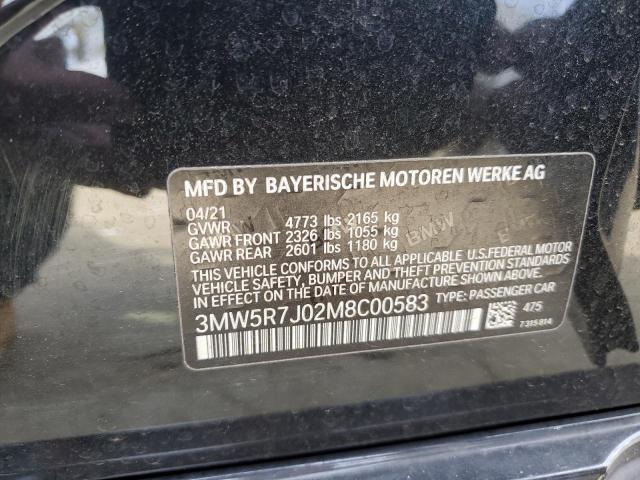 MFD BY BAYERISCHE MOTOREN WERKE AG
04/21
GVWR 4773 lbs 2165 kg
GAWR FRONT 2326 lbs 1055 kg
GAWR REAR 2601 lbs 1180 kg
THIS VEHICLE CONFORMS TO ALL APPLICABLE U.S.FEDERAL MOTOR
VEHICLE SAFETY, BUMPER AND THEFT PREVENTION STANDARDS
IN EFFECT ON THE DATE OF MANUFACTURE SHOWN ABOVE.
3MW5R7J02M8C00583 TYPE: PASSENGER CAR
475
7315814